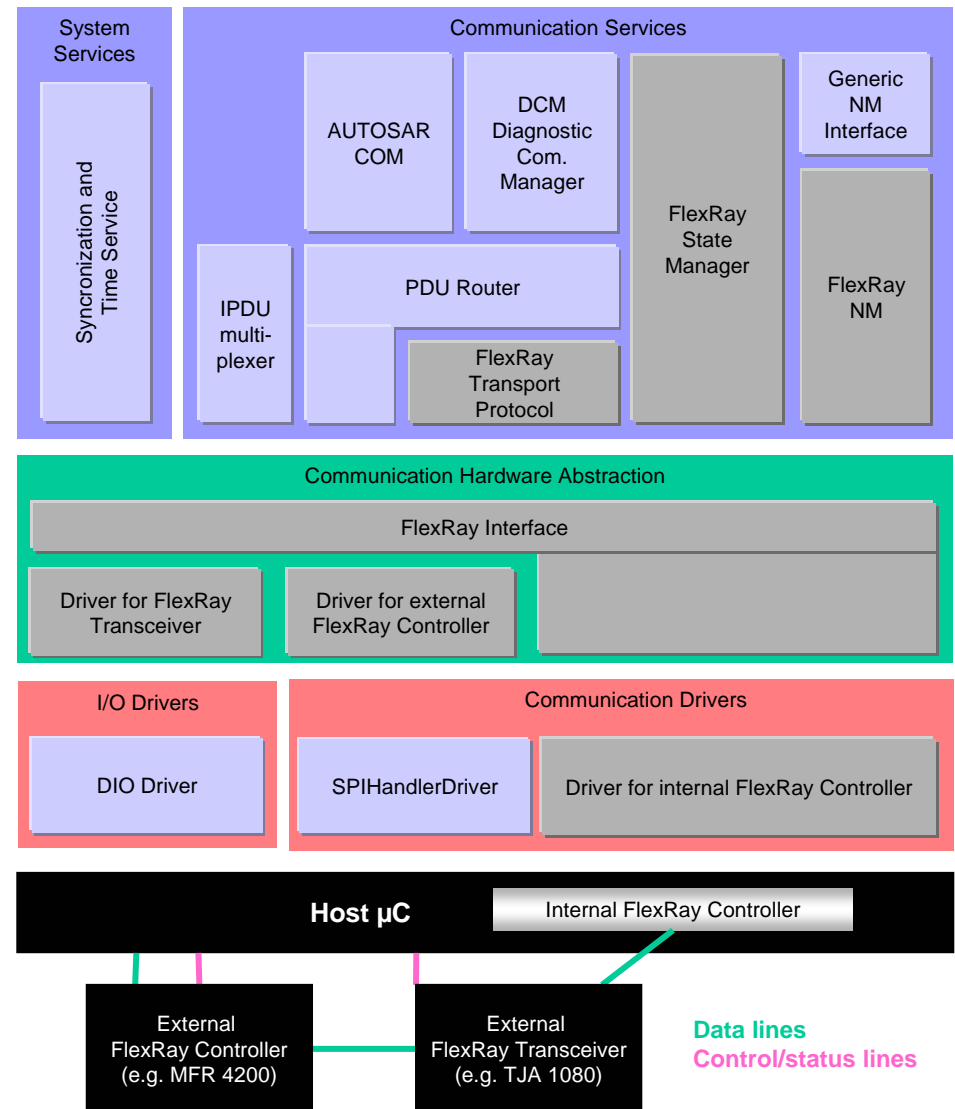 System
Services
Communication Services
Syncronization and
Time Service
AUTOSAR
COM
DCM
Diagnostic
Com.
Manager
FlexRay
State
Manager
Generic
NM
Interface
FlexRay
NM
IPDU
multi-
plexer
PDU Router
FlexRay
Transport
Protocol
Communication Hardware Abstraction
FlexRay Interface
Driver for FlexRay
Transceiver
Driver for external
FlexRay Controller
I/O Drivers
Communication Drivers
DIO Driver
SPIHandlerDriver
Driver for internal FlexRay Controller
Host µC
Internal FlexRay Controller
External
FlexRay Controller
(e.g. MFR 4200)
External
FlexRay Transceiver
(e.g. TJA 1080)
Data lines
Control/status lines